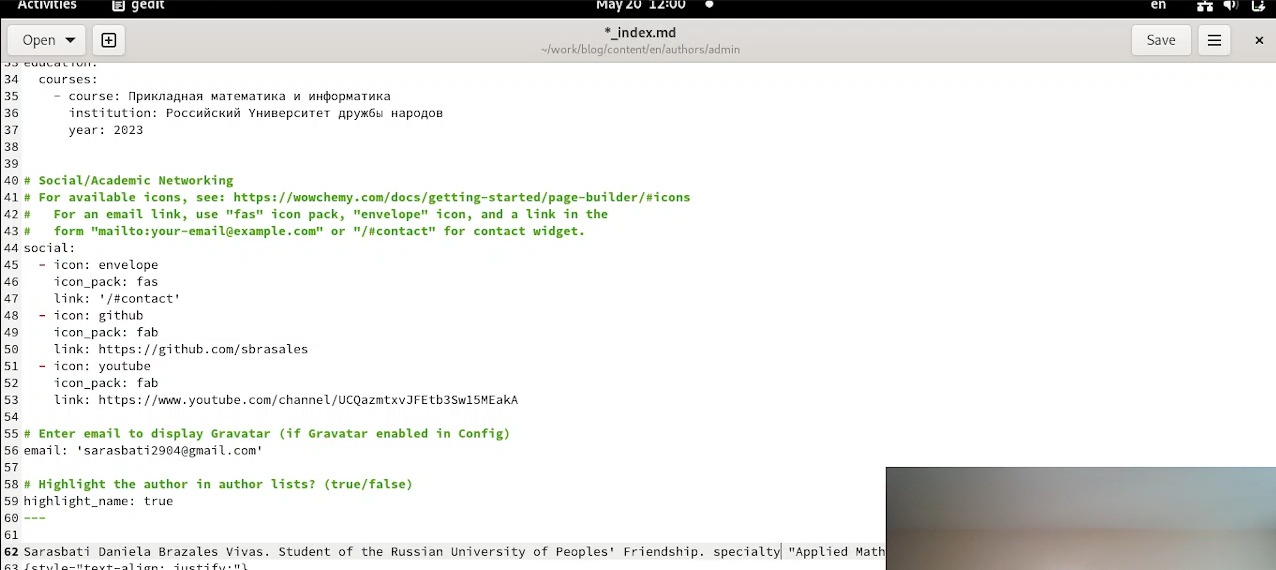 Activities gedit May 20 12:00 en
Open *_index.md Save
~/work/blog/content/en/authors/admin
33 education:
34   courses:
35     - course: Прикладная математика и информатика
36       institution: Российский Университет дружбы народов
37       year: 2023
38
39
40 # Social/Academic Networking
41 # For available icons, see: https://wowchemy.com/docs/getting-started/page-builder/#icons
42 #   For an email link, use "fas" icon pack, "envelope" icon, and a link in the
43 #   form "mailto:your-email@example.com" or "/#contact" for contact widget.
44 social:
45   - icon: envelope
46     icon_pack: fas
47     link: '/#contact'
48   - icon: github
49     icon_pack: fab
50     link: https://github.com/sbrasales
51   - icon: youtube
52     icon_pack: fab
53     link: https://www.youtube.com/channel/UCQazmtxvJFEtb3Sw15MEakA
54
55 # Enter email to display Gravatar (if Gravatar enabled in Config)
56 email: 'sarasbati2904@gmail.com'
57
58 # Highlight the author in author lists? (true/false)
59 highlight_name: true
60 ---
61
62 Sarasbati Daniela Brazales Vivas. Student of the Russian University of Peoples' Friendship. specialty "Applied Math
63 {style="text-align: justify;"}